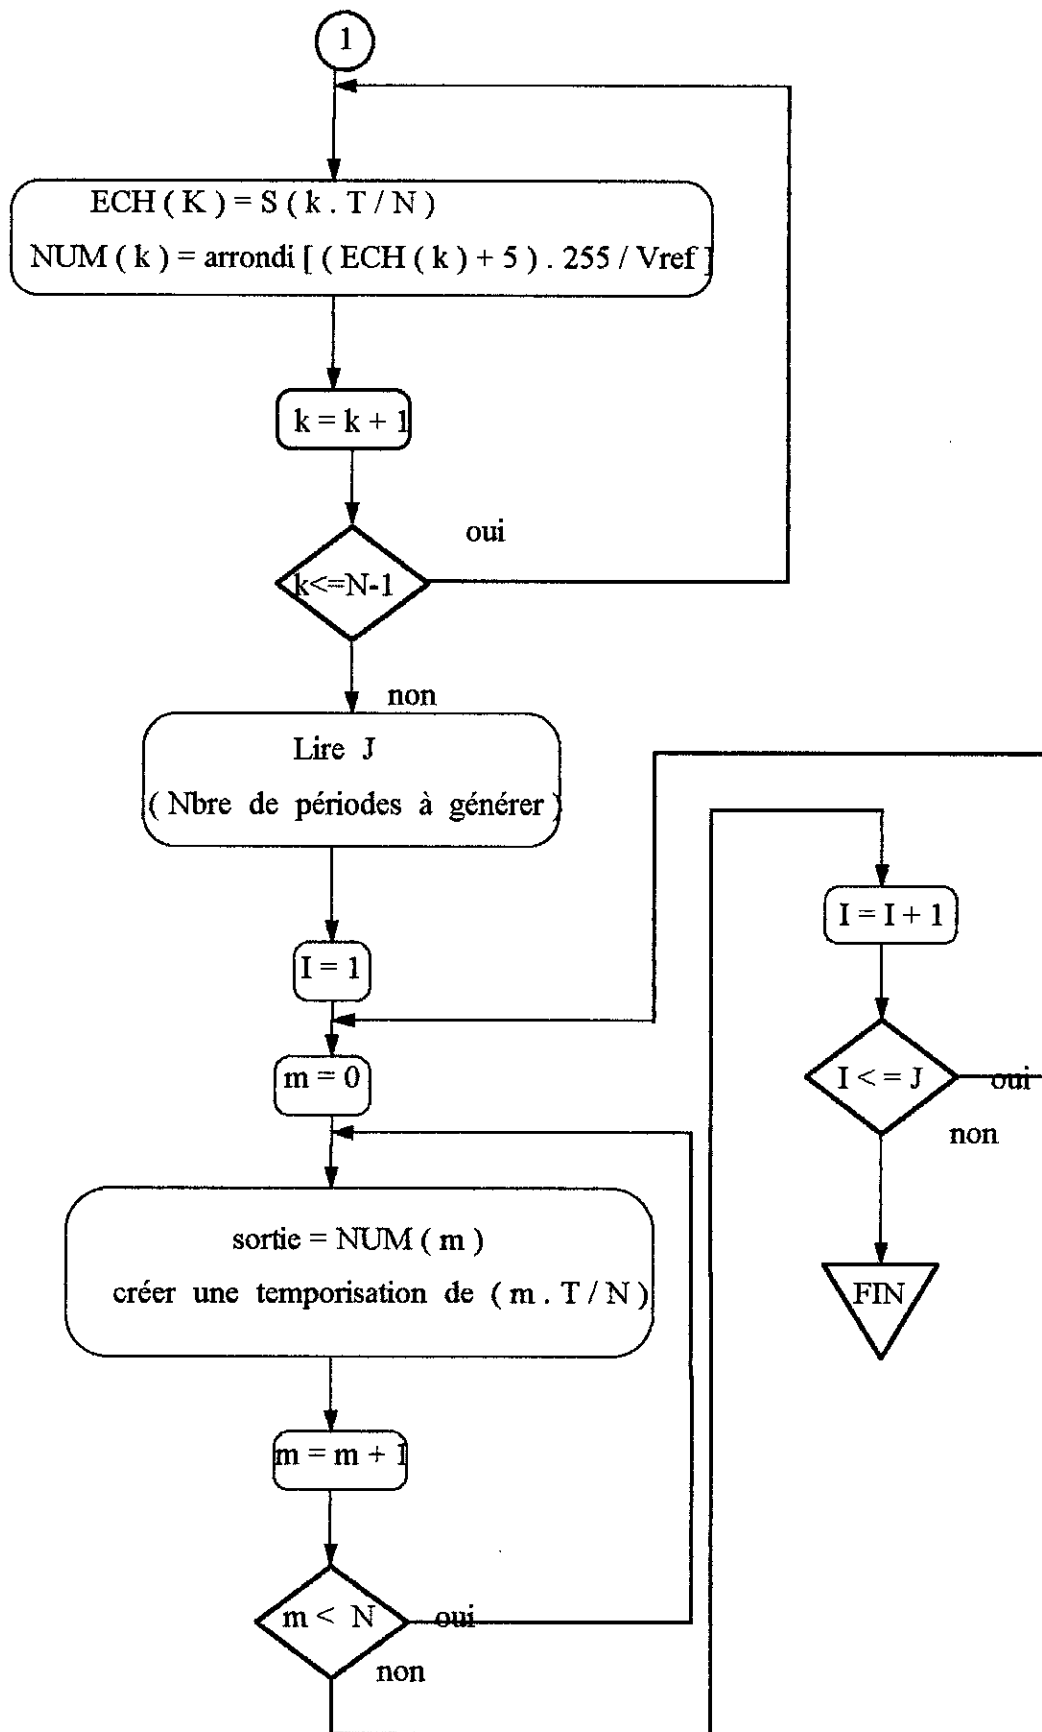 1
ECH ( K ) = S ( k . T / N )
NUM ( k ) = arrondi [ ( ECH ( k ) + 5 ) . 255 / Vref ]
k = k + 1
oui
k<=N-1
non
Lire J
( Nbre de périodes à générer )
I = 1
m = 0
sortie = NUM ( m )
créer une temporisation de ( m . T / N )
m = m + 1
m < N
oui
non
I = I + 1
I < = J
oui
non
FIN